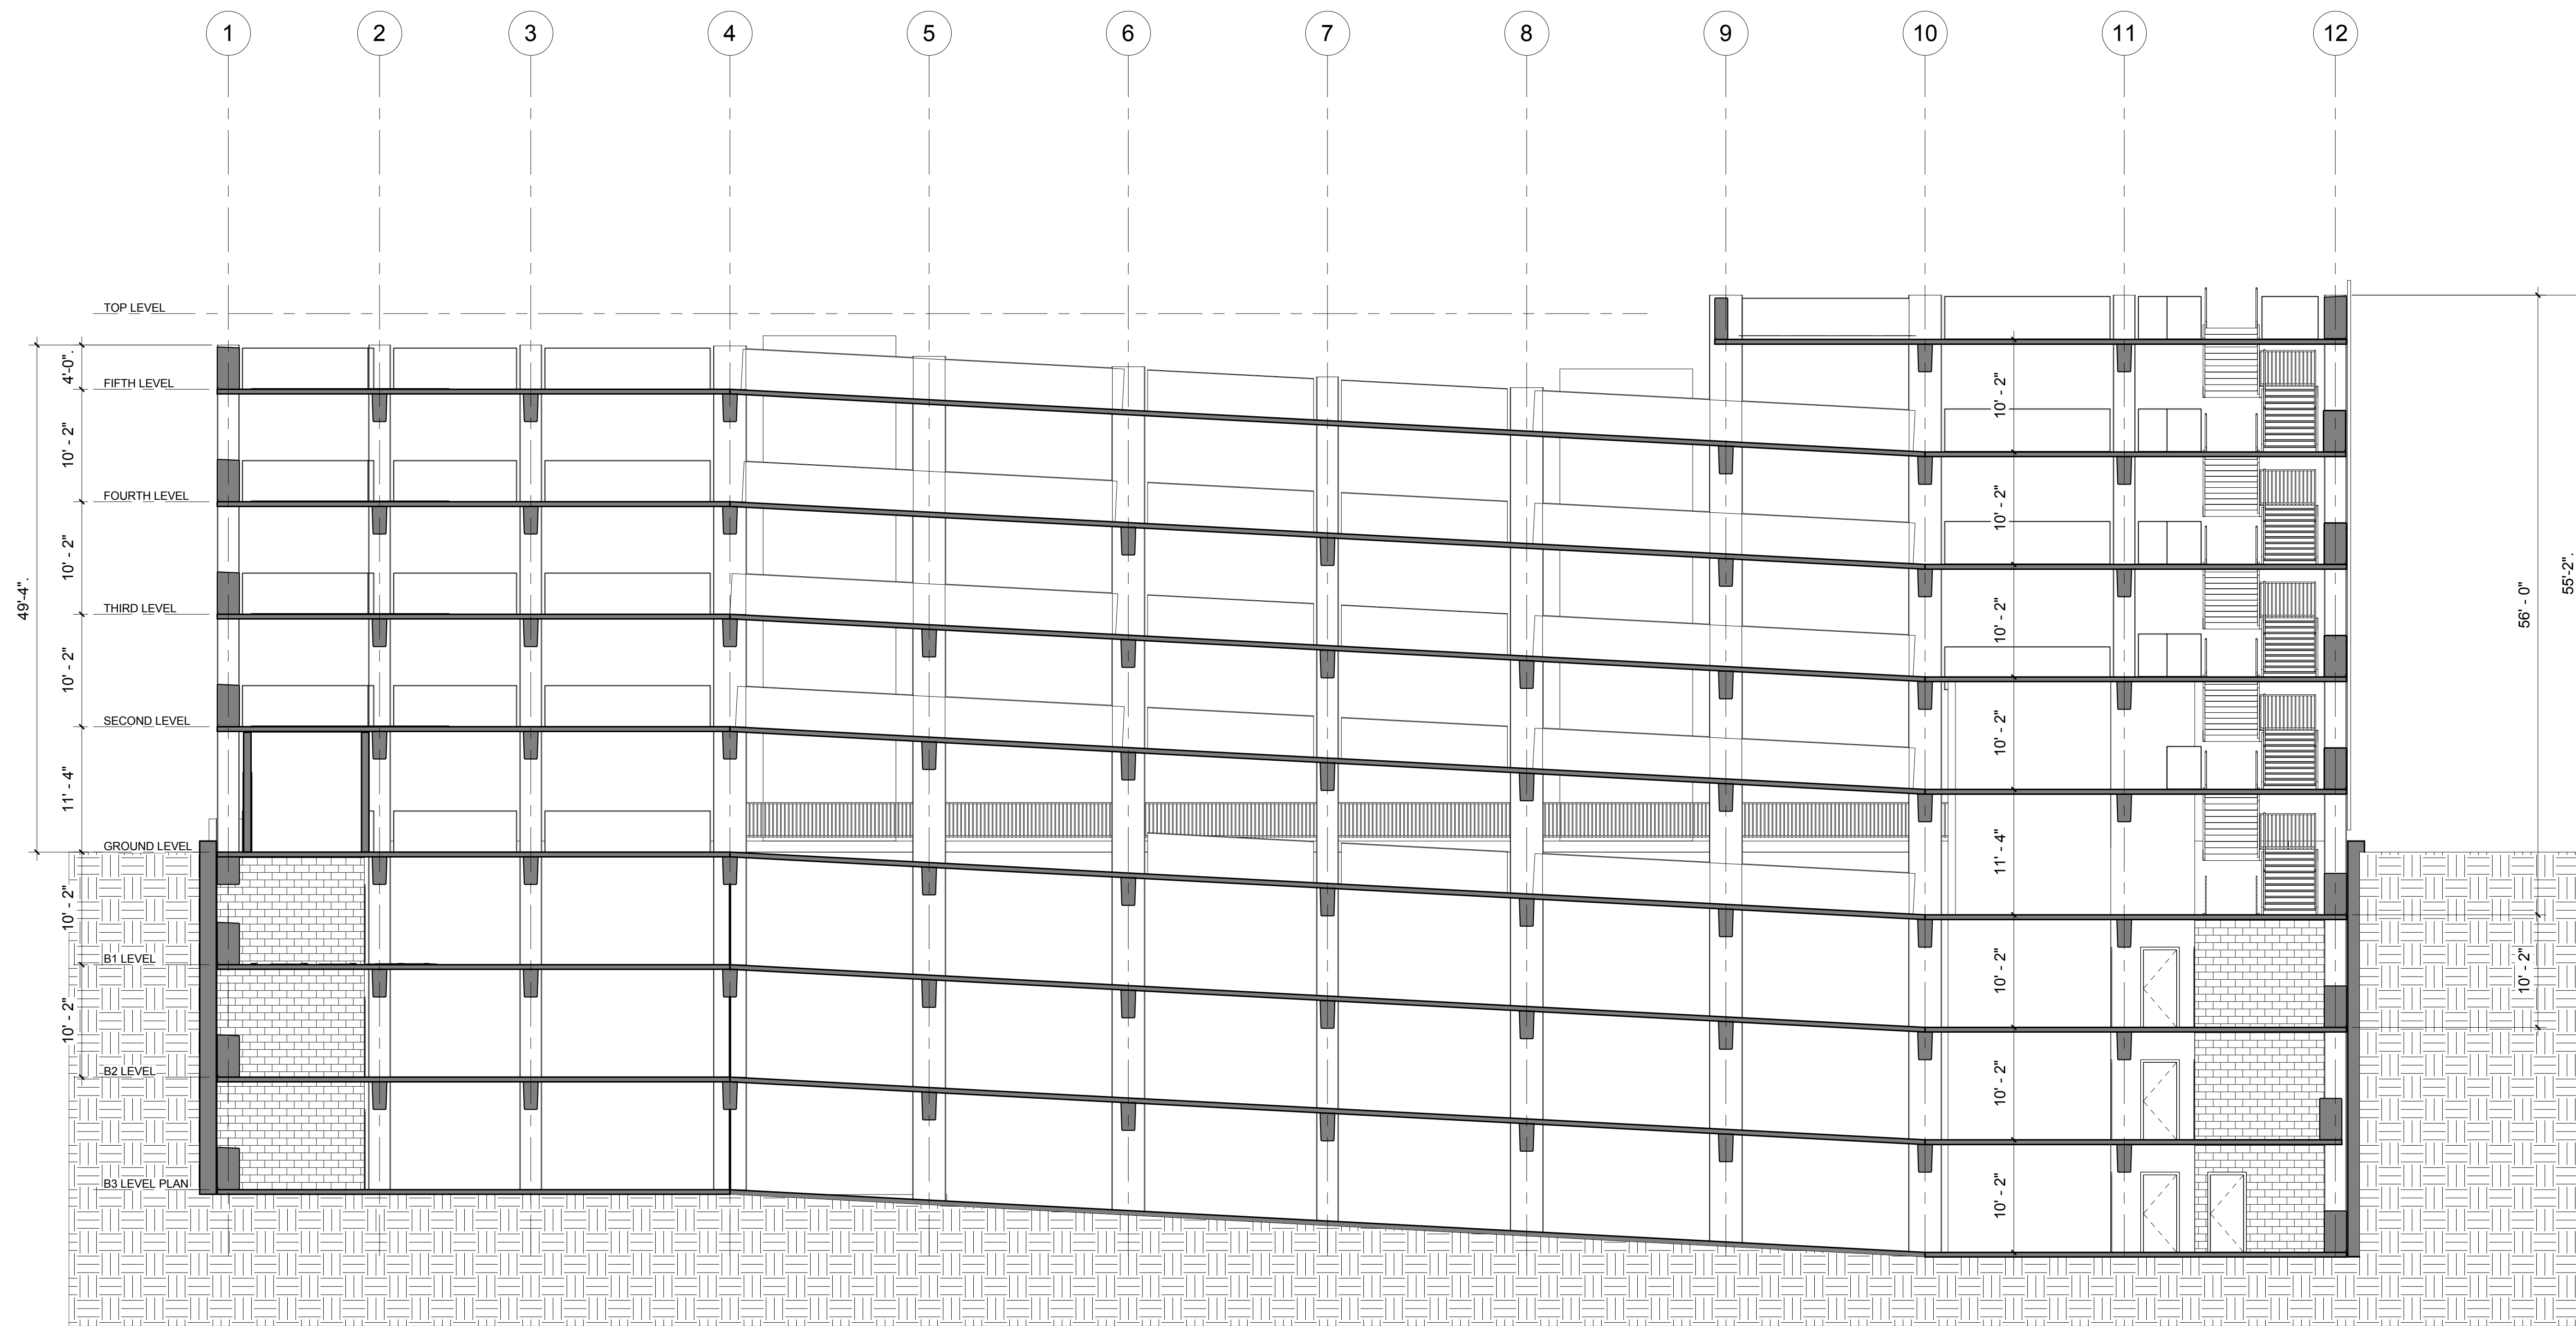 1 2 3 4 5 6 7 8 9 10 11 12
TOP LEVEL
4'-0".
FIFTH LEVEL
10' - 2"
10' - 2"
FOURTH LEVEL
10' - 2"
10' - 2"
49'-4".
THIRD LEVEL
10' - 2"
10' - 2"
56' - 0"
55'-2".
SECOND LEVEL
10' - 2"
11' - 4"
GROUND LEVEL
11' - 4"
10' - 2"
B1 LEVEL
10' - 2"
10' - 2"
10' - 2"
B2 LEVEL
10' - 2"
B3 LEVEL PLAN
10' - 2"